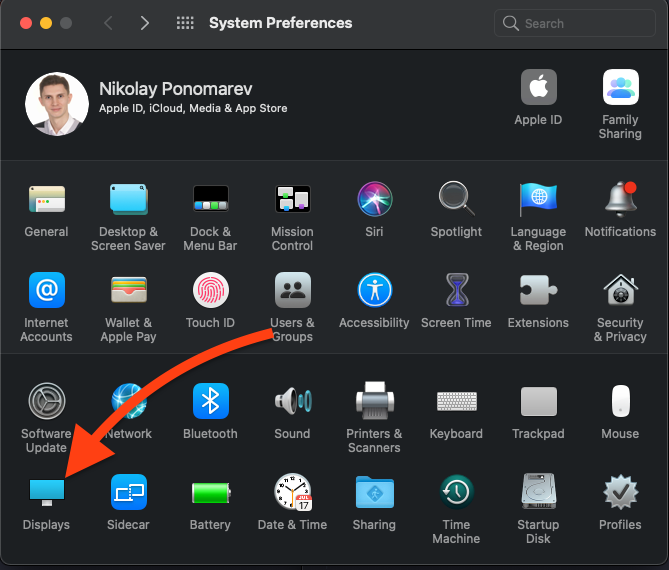 System Preferences
Search
Nikolay Ponomarev
Apple ID, iCloud, Media & App Store
Apple ID
Family
Sharing
General
Desktop &
Screen Saver
Dock &
Menu Bar
Mission
Control
Siri
Spotlight
Language
& Region
Notifications
Internet
Accounts
Wallet &
Apple Pay
Touch ID
Users &
Groups
Accessibility
Screen Time
Extensions
Security
& Privacy
Software
Update
Network
Bluetooth
Sound
Printers &
Scanners
Keyboard
Trackpad
Mouse
Displays
Sidecar
Battery
JUL
17
Date & Time
Sharing
Time
Machine
Startup
Disk
Profiles